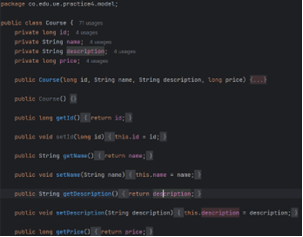 package co.edu.ue.practice4.model;
public class Course { 71 usages
private long id; 4 usages
private String name; 4 usages
private String description; 4 usages
private long price; 4 usages
public Course(long id, String name, String description, long price) {...}
public Course() {}
public long getId() { return id; }
public void setId(long id) { this.id = id; }
public String getName() { return name; }
public void setName(String name) { this.name = name; }
public String getDescription() { return description; }
public void setDescription(String description) { this.description = description; }
public long getPrice() { return price; }